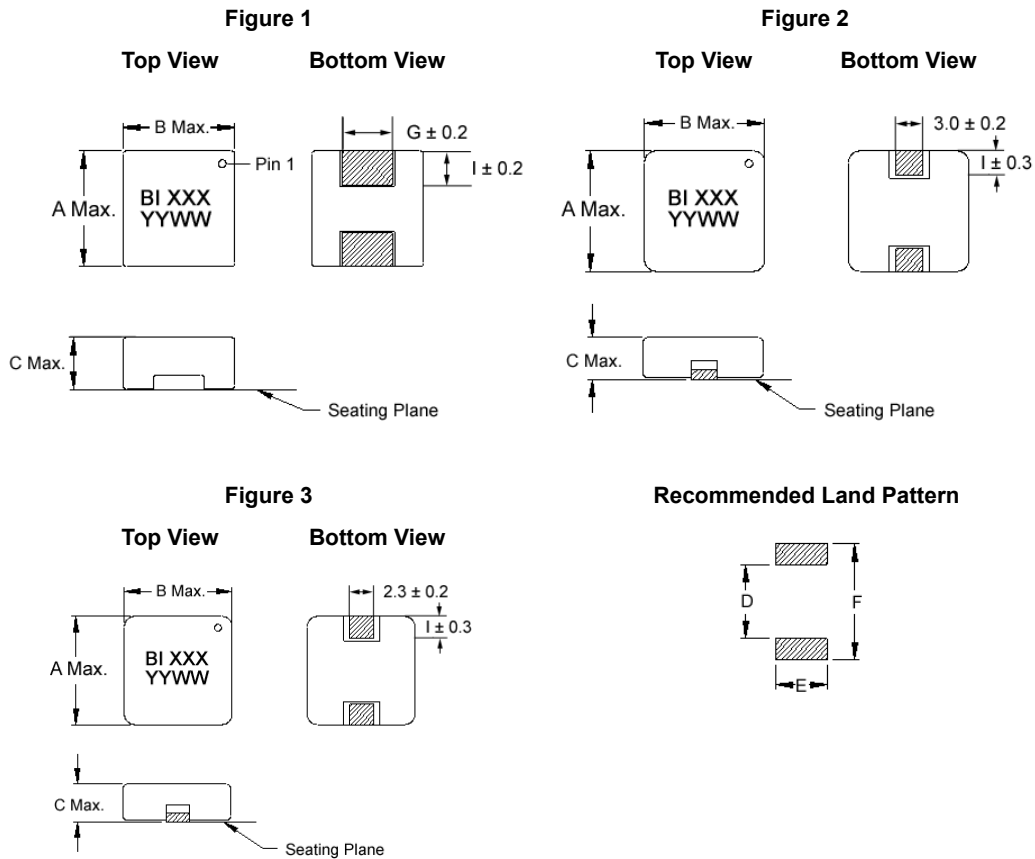 Figure 1
Top View
Bottom View
B Max.
Pin 1
A Max.
BI XXX
YYWW
G ± 0.2
I ± 0.2
C Max.
Seating Plane
Figure 2
Top View
Bottom View
B Max.
A Max.
BI XXX
YYWW
3.0 ± 0.2
I ± 0.3
C Max.
Seating Plane
Figure 3
Top View
Bottom View
B Max.
A Max.
BI XXX
YYWW
2.3 ± 0.2
I ± 0.3
C Max.
Seating Plane
Recommended Land Pattern
D
F
E